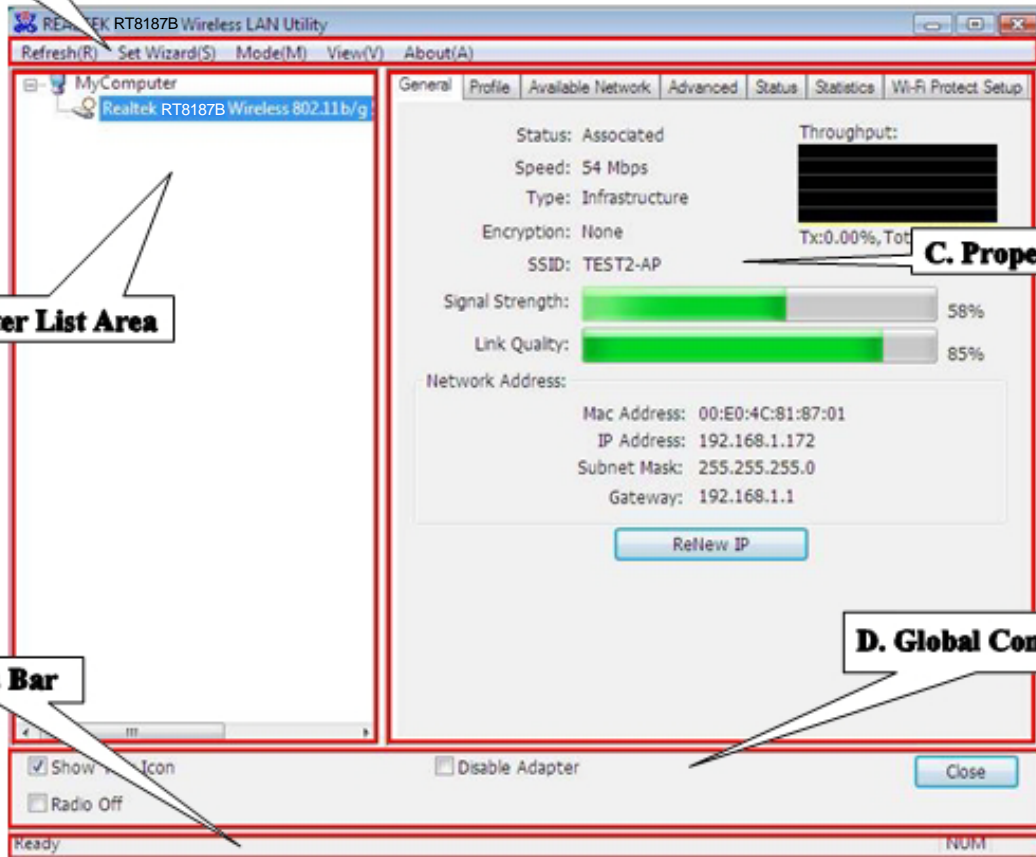 REALTEK RT8187B Wireless LAN Utility
Refresh(R) Set Wizard(S) Mode(M) View(V) About(A)
MyComputer
Realtek RT8187B Wireless 802.11b/g
General Profile Available Network Advanced Status Statistics Wi-Fi Protect Setup
Status: Associated
Speed: 54 Mbps
Type: Infrastructure
Encryption: None
SSID: TEST2-AP
Throughput:
Tx:0.00%, Tot
C. Prope
Signal Strength: 58%
Link Quality: 85%
er List Area
Network Address:
Mac Address: 00:E0:4C:81:87:01
IP Address: 192.168.1.172
Subnet Mask: 255.255.255.0
Gateway: 192.168.1.1
ReNew IP
D. Global Con
Bar
Show Icon
Radio Off
Disable Adapter
Close
Ready NUM